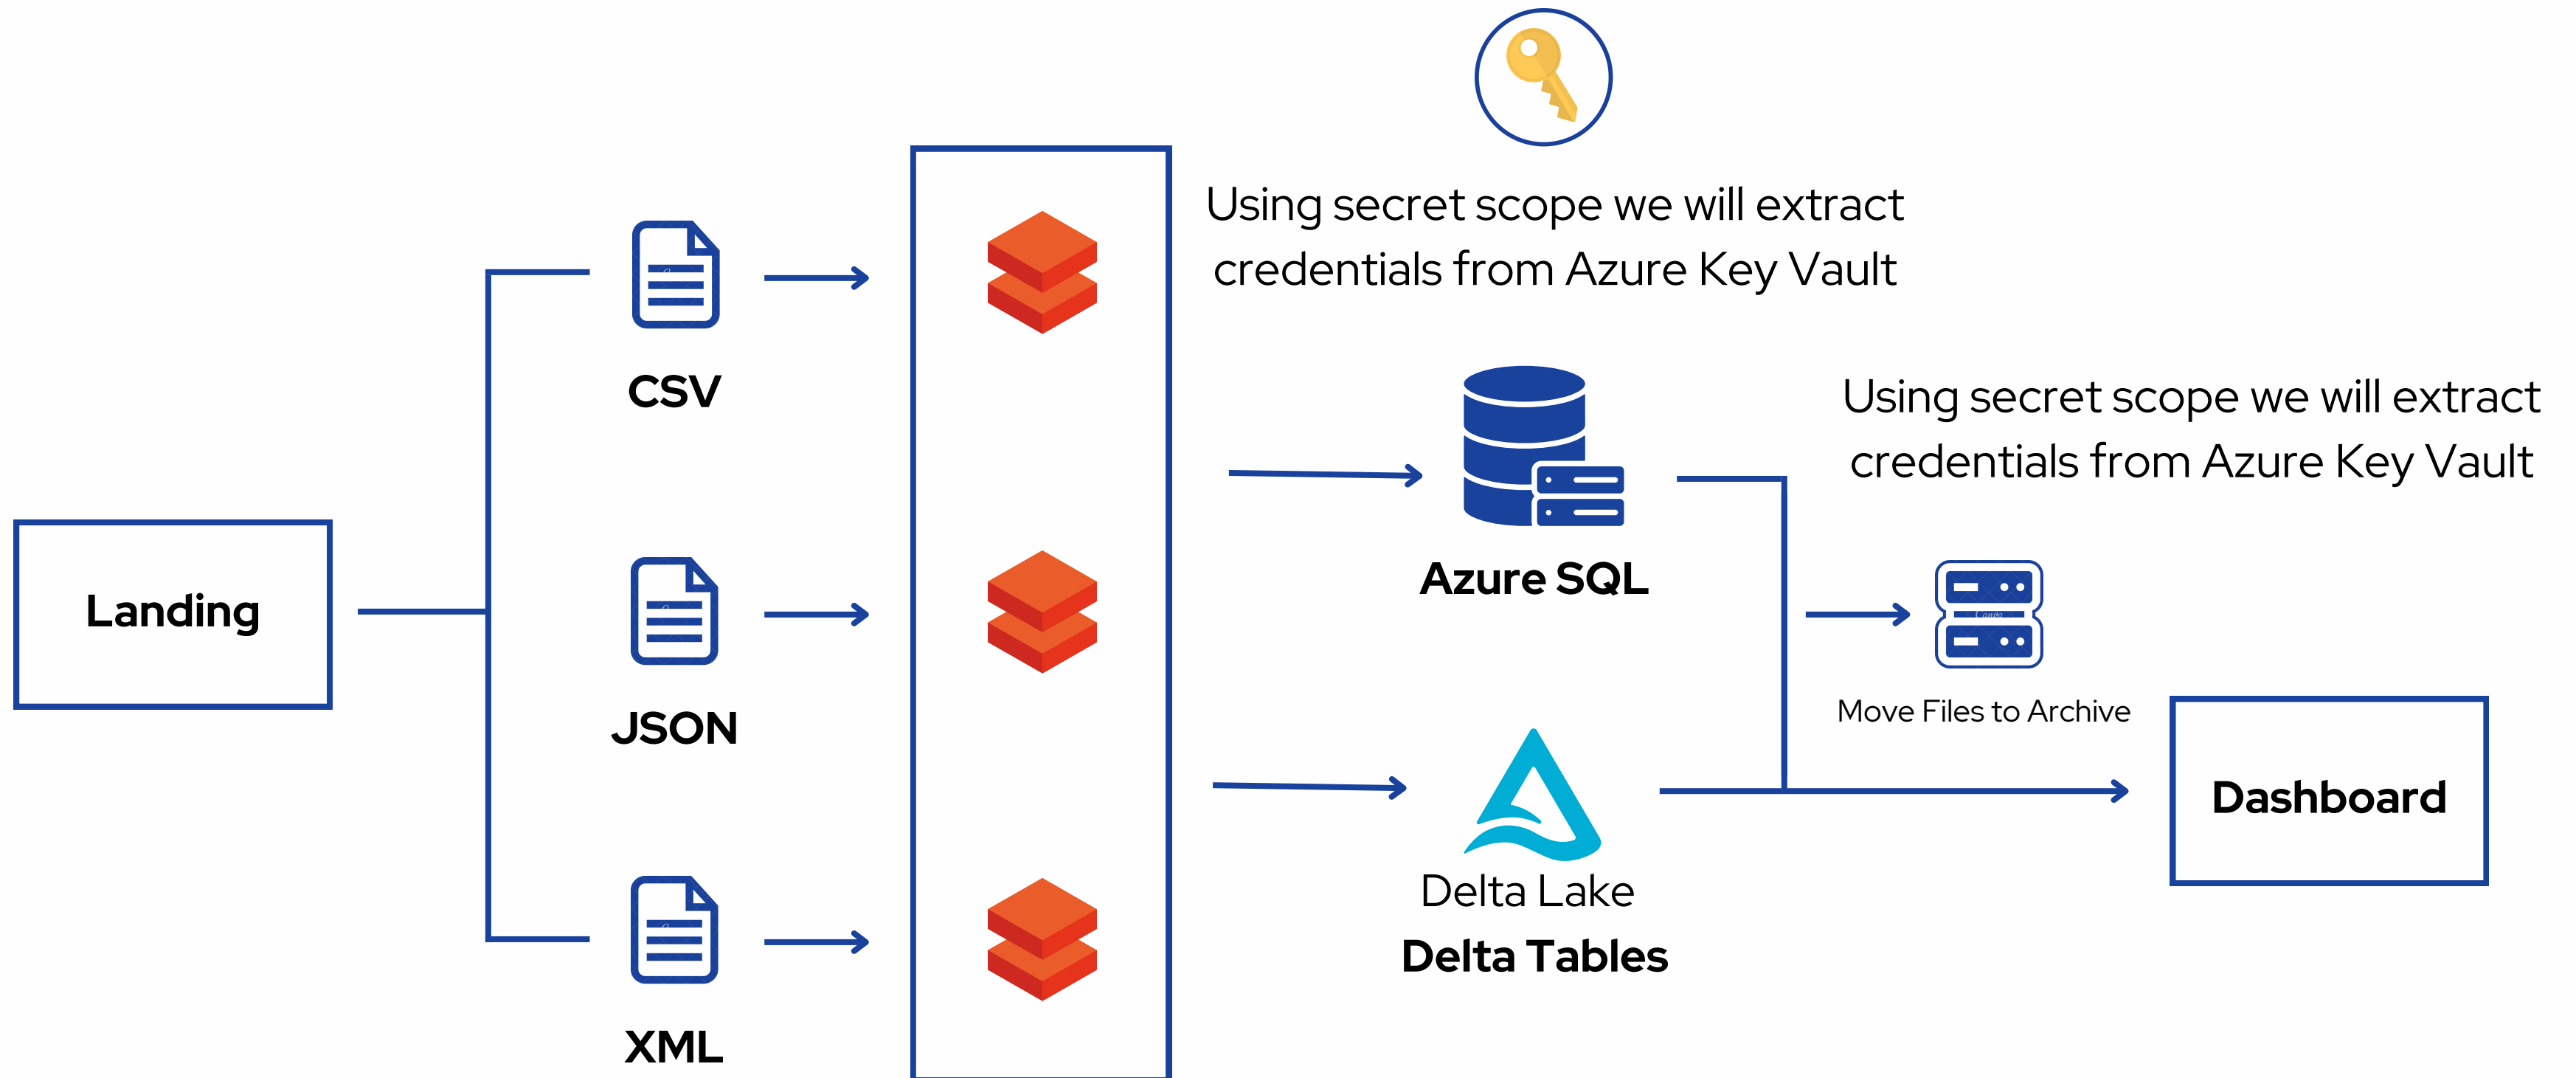 Using secret scope we will extract
credentials from Azure Key Vault
CSV
Using secret scope we will extract
credentials from Azure Key Vault
Landing
Azure SQL
JSON
Canva
Move Files to Archive
Dashboard
Delta Lake
Delta Tables
XML